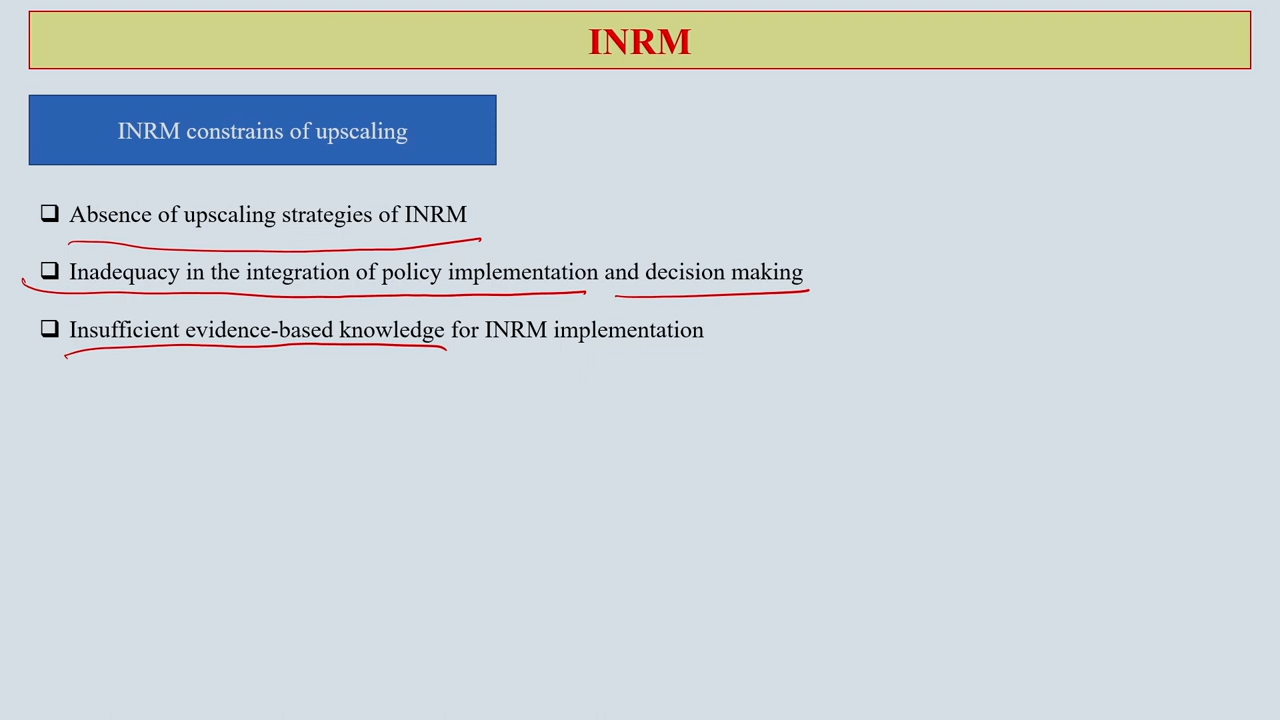 INRM
INRM constrains of upscaling
❑ Absence of upscaling strategies of INRM
❑ Inadequacy in the integration of policy implementation and decision making
❑ Insufficient evidence-based knowledge for INRM implementation